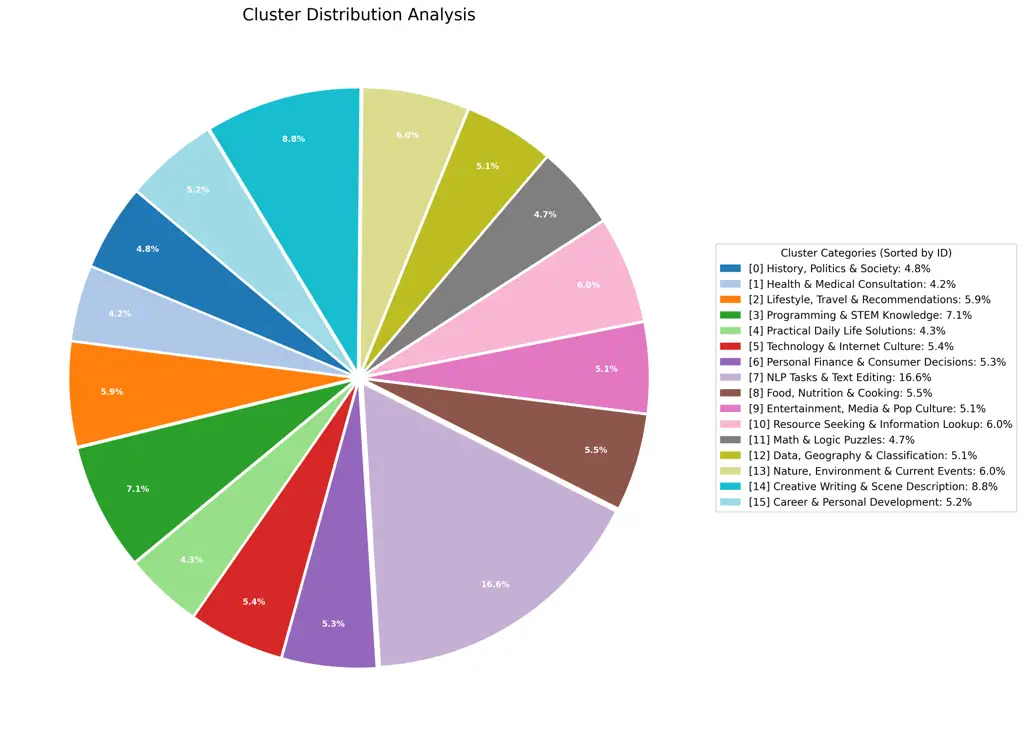 Cluster Distribution Analysis
8.8%
6.0%
5.1%
5.2%
4.7%
4.8%
6.0%
4.2%
5.1%
5.9%
5.5%
7.1%
4.3%
16.6%
5.4%
5.3%
Cluster Categories (Sorted by ID)
[0] History, Politics & Society: 4.8%
[1] Health & Medical Consultation: 4.2%
[2] Lifestyle, Travel & Recommendations: 5.9%
[3] Programming & STEM Knowledge: 7.1%
[4] Practical Daily Life Solutions: 4.3%
[5] Technology & Internet Culture: 5.4%
[6] Personal Finance & Consumer Decisions: 5.3%
[7] NLP Tasks & Text Editing: 16.6%
[8] Food, Nutrition & Cooking: 5.5%
[9] Entertainment, Media & Pop Culture: 5.1%
[10] Resource Seeking & Information Lookup: 6.0%
[11] Math & Logic Puzzles: 4.7%
[12] Data, Geography & Classification: 5.1%
[13] Nature, Environment & Current Events: 6.0%
[14] Creative Writing & Scene Description: 8.8%
[15] Career & Personal Development: 5.2%